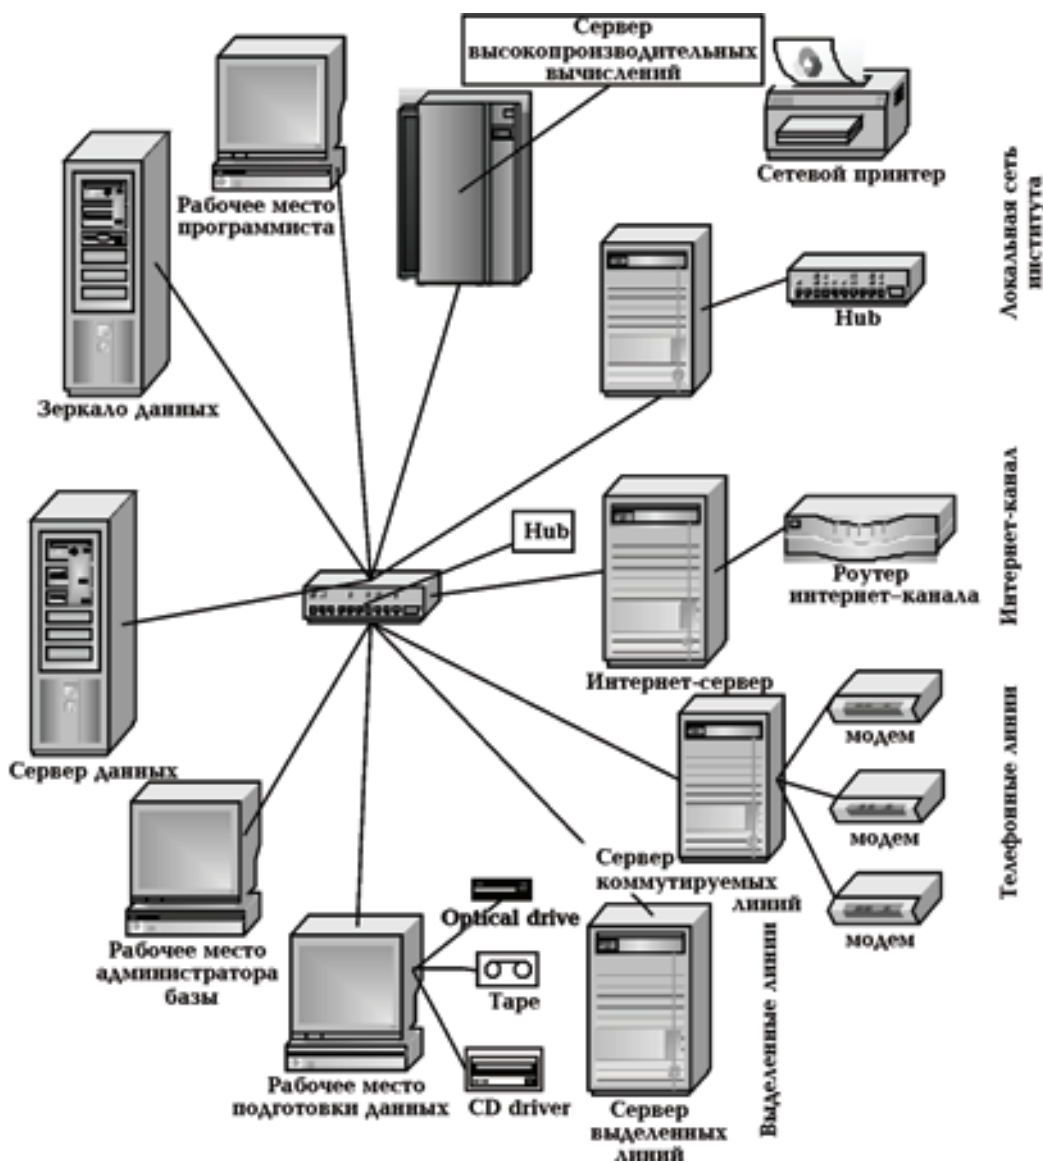 Сервер
высокопроизводительных
вычислений
Сетевой принтер
Рабочее место
программиста
Локальная сеть
института
Hub
Зеркало данных
Hub
Роутер
интернет–канала
Интернет-канал
Интернет-сервер
Сервер данных
модем
модем
модем
Телефонные линии
Сервер
коммутируемых
линий
Optical drive
Рабочее место
администратора
базы
Tape
CD driver
Рабочее место
подготовки данных
Сервер
выделенных
линий
Выделенные линии